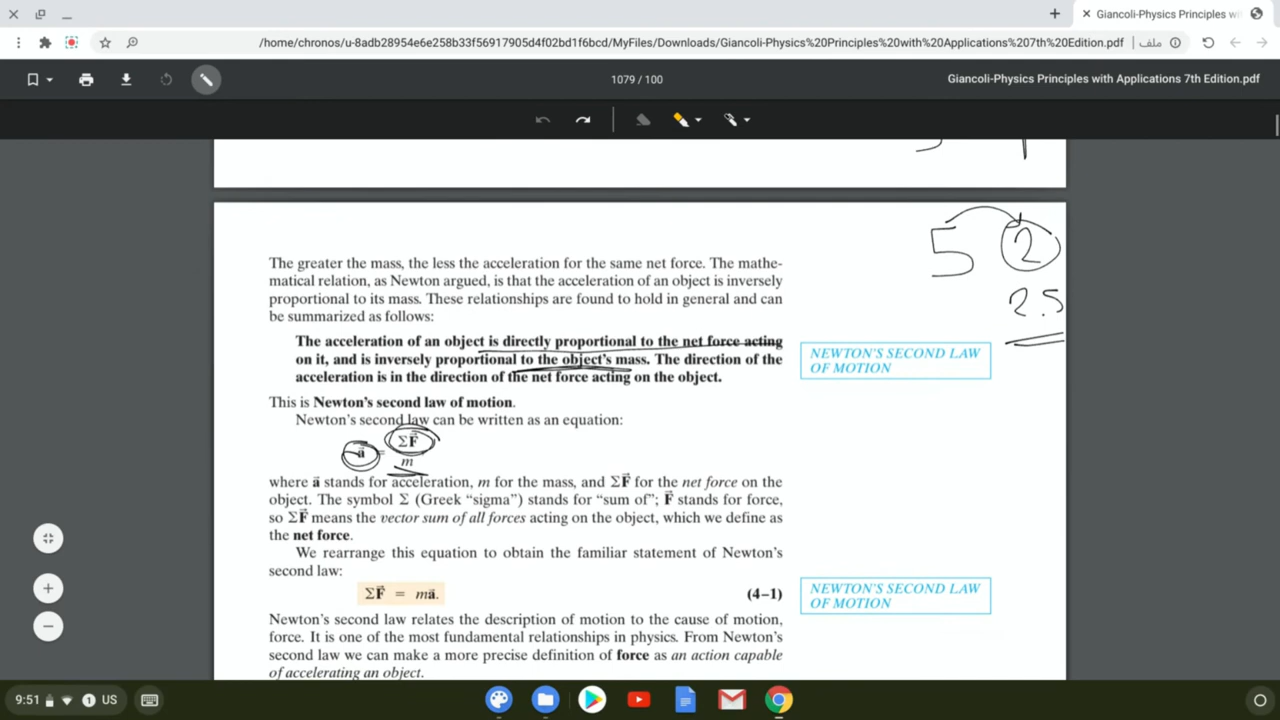 Giancoli-Physics Principles wi
/home/chronos/u-8adb28954e6e258b33f56917905d4f02bd1f6bcd/MyFiles/Downloads/Giancoli-Physics%20Principles%20with%20Applications%207th%20Edition.pdf | ملف
1079 / 100
Giancoli-Physics Principles with Applications 7th Edition.pdf
5 2
2.5
The greater the mass, the less the acceleration for the same net force. The mathe-
matical relation, as Newton argued, is that the acceleration of an object is inversely
proportional to its mass. These relationships are found to hold in general and can
be summarized as follows:
The acceleration of an object is directly proportional to the net force acting
on it, and is inversely proportional to the object's mass. The direction of the
acceleration is in the direction of the net force acting on the object.
NEWTON'S SECOND LAW
OF MOTION
This is Newton's second law of motion.
Newton's second law can be written as an equation:
a⃗ = ΣF⃗ / m
where a⃗ stands for acceleration, m for the mass, and ΣF⃗ for the net force on the
object. The symbol Σ (Greek “sigma”) stands for “sum of”; F⃗ stands for force,
so ΣF⃗ means the vector sum of all forces acting on the object, which we define as
the net force.
We rearrange this equation to obtain the familiar statement of Newton's
second law:
ΣF⃗ = ma⃗. (4–1)
NEWTON'S SECOND LAW
OF MOTION
Newton's second law relates the description of motion to the cause of motion,
force. It is one of the most fundamental relationships in physics. From Newton's
second law we can make a more precise definition of force as an action capable
of accelerating an object.
9:51 1 US